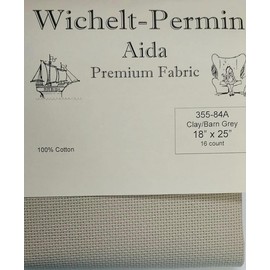 Wichelt-Permin
Aida
Premium Fabric
355-84A
Clay/Barn Grey
18" x 25"
16 count
100% Cotton